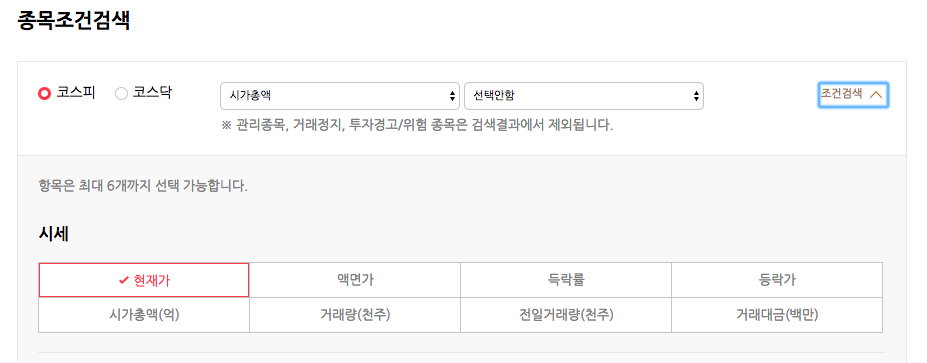 종목조건검색
코스피 코스닥 시가총액 선택안함 조건검색
※ 관리종목, 거래정지, 투자경고/위험 종목은 검색결과에서 제외됩니다.
항목은 최대 6개까지 선택 가능합니다.
시세
현재가 액면가 득락률 등락가
시가총액(억) 거래량(천주) 전일거래량(천주) 거래대금(백만)